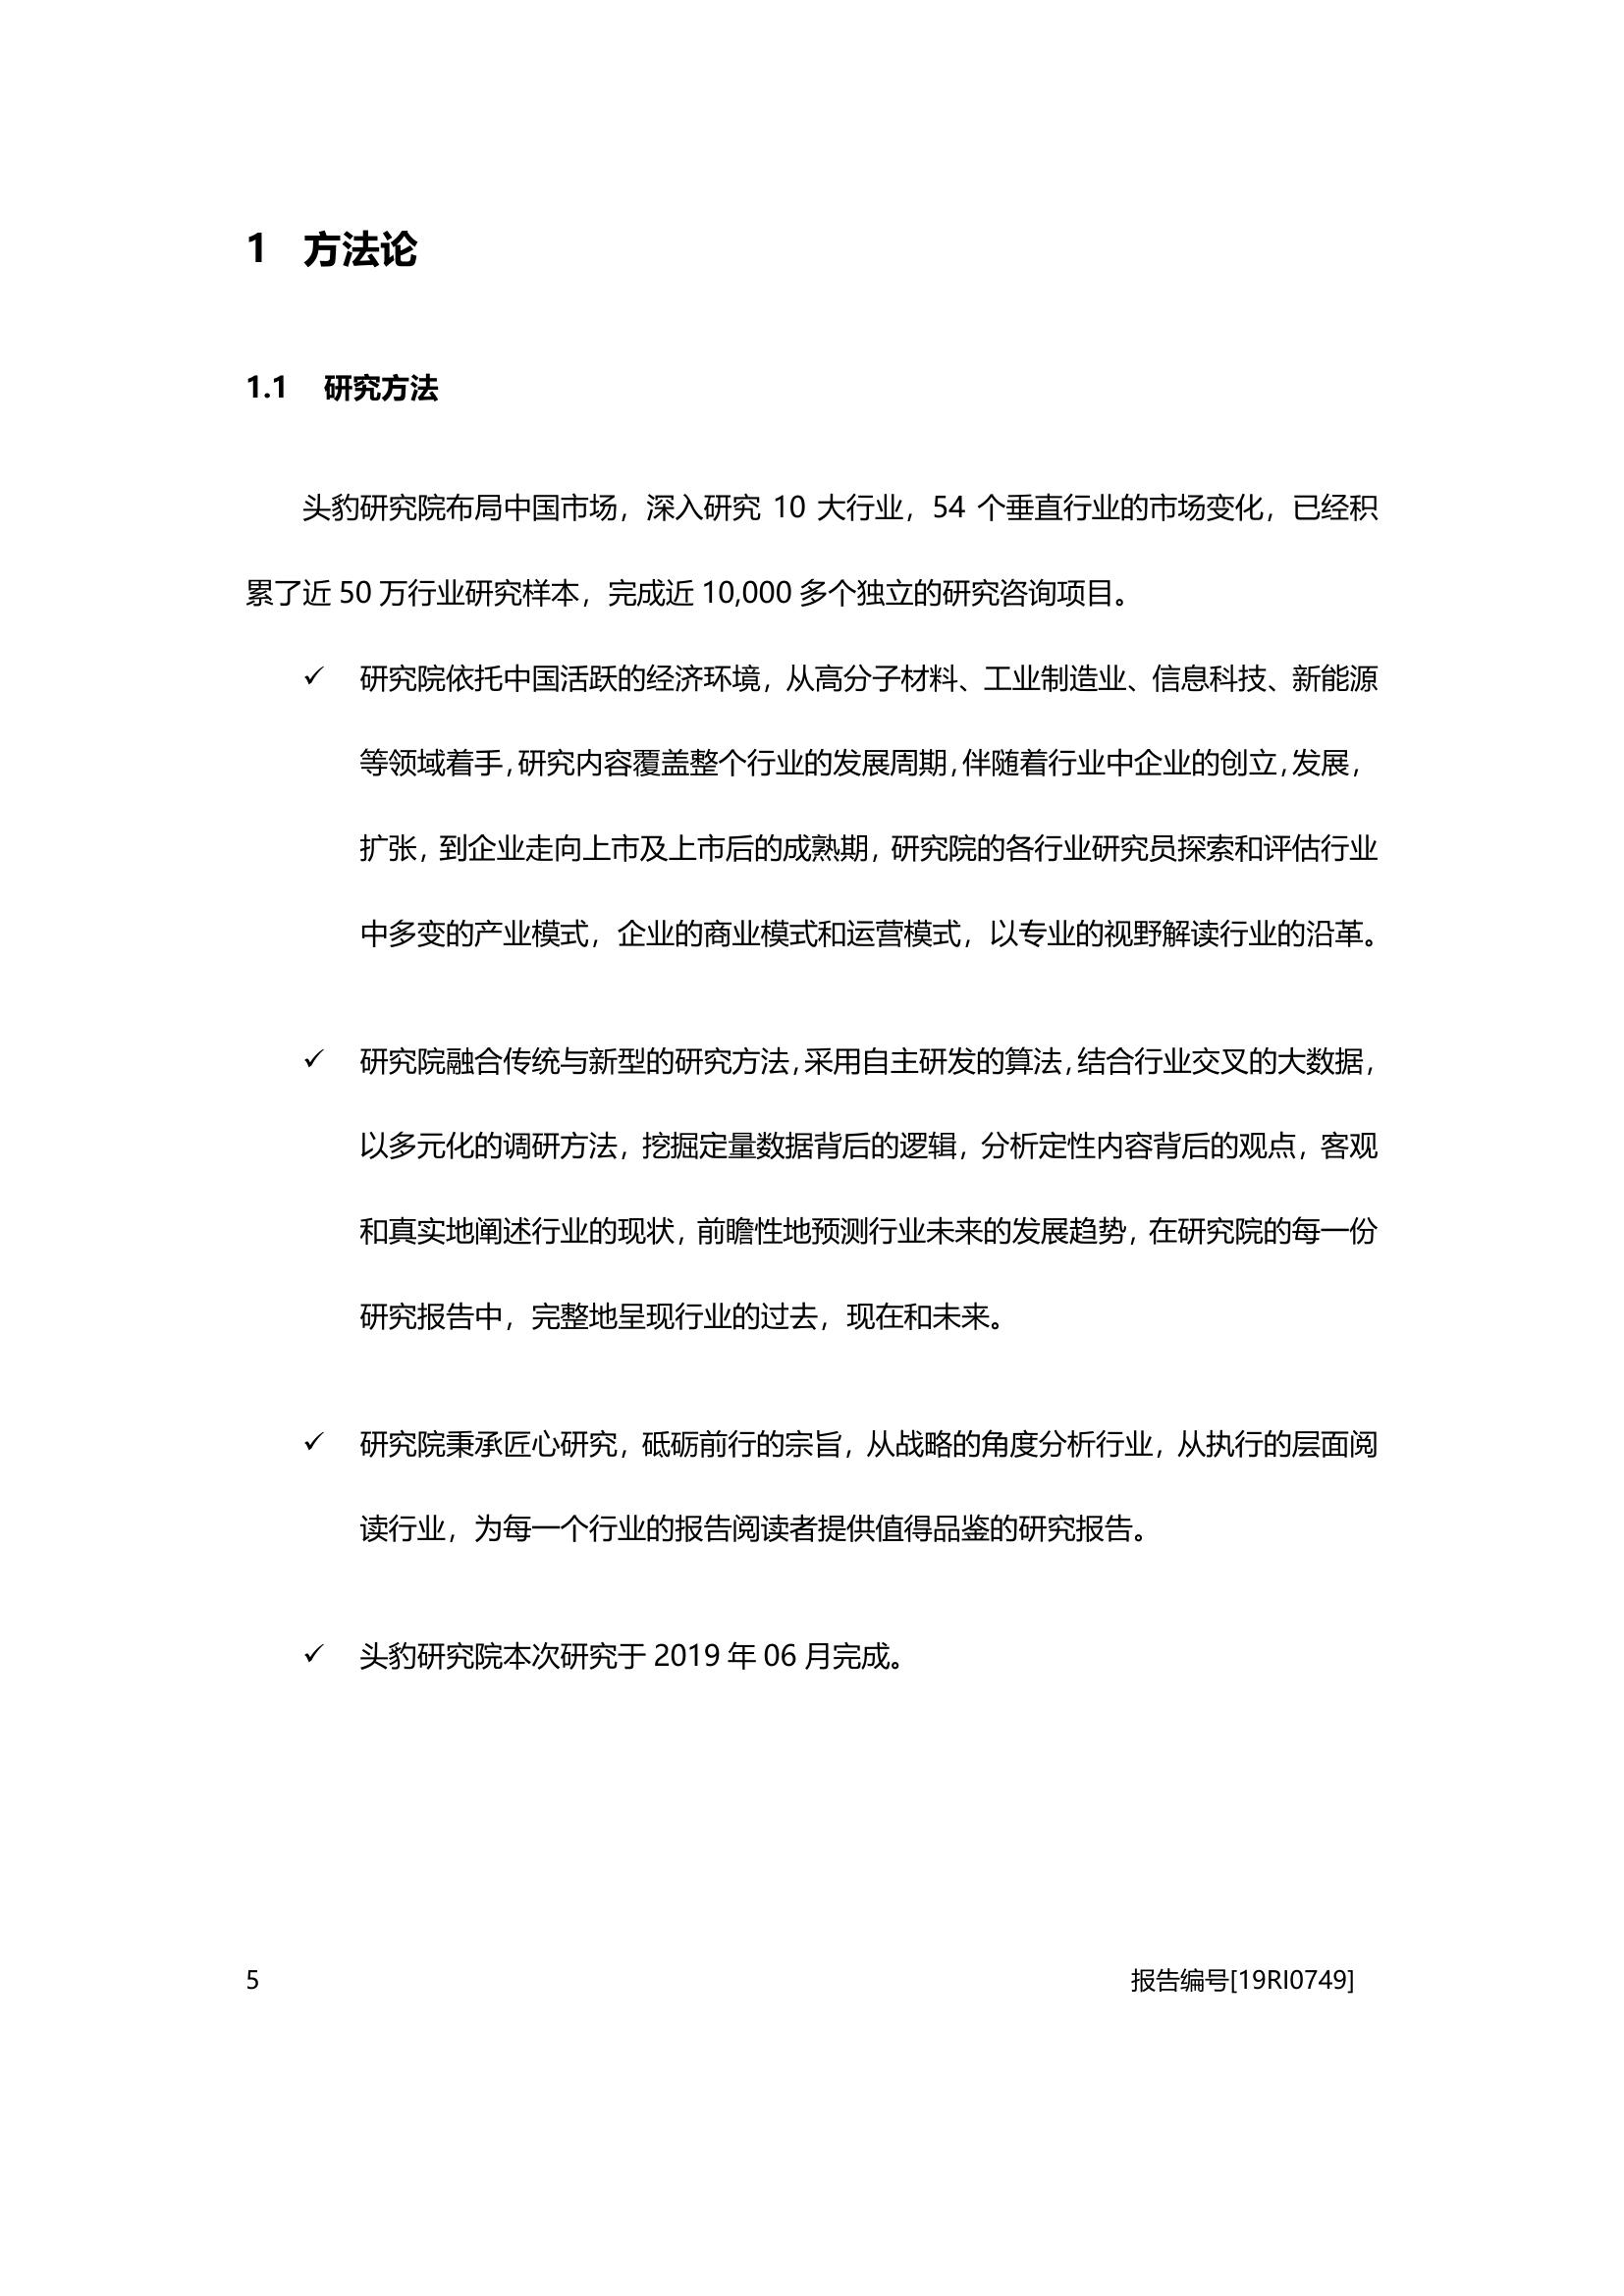 1 方法论
1.1 研究方法
头豹研究院布局中国市场，深入研究 10 大行业，54 个垂直行业的市场变化，已经积
累了近 50 万行业研究样本，完成近 10,000 多个独立的研究咨询项目。
✓ 研究院依托中国活跃的经济环境，从高分子材料、工业制造业、信息科技、新能源
等领域着手，研究内容覆盖整个行业的发展周期，伴随着行业中企业的创立，发展，
扩张，到企业走向上市及上市后的成熟期，研究院的各行业研究员探索和评估行业
中多变的产业模式，企业的商业模式和运营模式，以专业的视野解读行业的沿革。
✓ 研究院融合传统与新型的研究方法，采用自主研发的算法，结合行业交叉的大数据，
以多元化的调研方法，挖掘定量数据背后的逻辑，分析定性内容背后的观点，客观
和真实地阐述行业的现状，前瞻性地预测行业未来的发展趋势，在研究院的每一份
研究报告中，完整地呈现行业的过去，现在和未来。
✓ 研究院秉承匠心研究，砥砺前行的宗旨，从战略的角度分析行业，从执行的层面阅
读行业，为每一个行业的报告阅读者提供值得品鉴的研究报告。
✓ 头豹研究院本次研究于 2019 年 06 月完成。
5 报告编号[19RI0749]